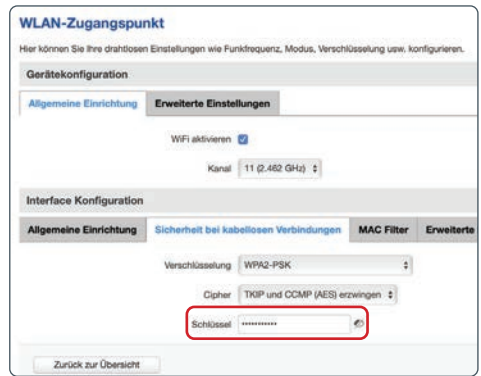 WLAN-Zugangspunkt
Hier können Sie Ihre drahtlosen Einstellungen wie Funkfrequenz, Modus, Verschlüsselung usw. konfigurieren.
Gerätekonfiguration
Allgemeine Einrichtung Erweiterte Einstellungen
WiFi aktivieren
Kanal 11 (2.462 GHz)
Interface Konfiguration
Allgemeine Einrichtung Sicherheit bei kabellosen Verbindungen MAC Filter Erweiterte
Verschlüsselung WPA2-PSK
Cipher TKIP und CCMP (AES) erzwingen
Schlüssel •••••••••••
Zurück zur Übersicht